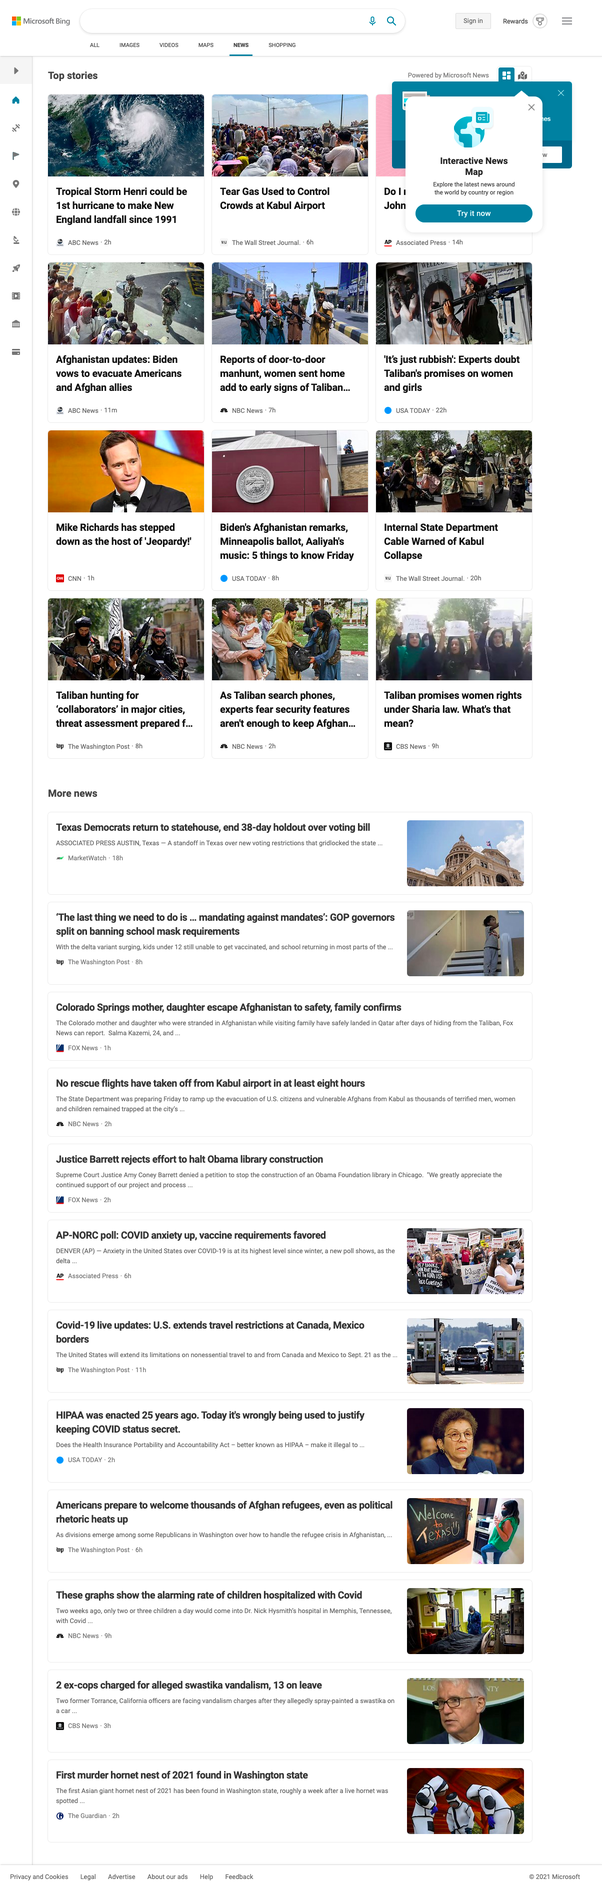 Microsoft Bing
Sign in
Rewards
ALL
IMAGES
VIDEOS
MAPS
NEWS
SHOPPING
Top stories
Powered by Microsoft News
Interactive News
Map
Explore the latest news around
the world by country or region
Try it now
Tropical Storm Henri could be
1st hurricane to make New
England landfall since 1991
ABC News · 2h
Tear Gas Used to Control
Crowds at Kabul Airport
The Wall Street Journal. · 6h
Do I
John
AP Associated Press · 14h
Afghanistan updates: Biden
vows to evacuate Americans
and Afghan allies
ABC News · 11m
Reports of door-to-door
manhunt, women sent home
add to early signs of Taliban...
NBC News · 7h
'It's just rubbish': Experts doubt
Taliban's promises on women
and girls
USA TODAY · 22h
Mike Richards has stepped
down as the host of 'Jeopardy!'
CNN · 1h
Biden's Afghanistan remarks,
Minneapolis ballot, Aaliyah's
music: 5 things to know Friday
USA TODAY · 8h
Internal State Department
Cable Warned of Kabul
Collapse
The Wall Street Journal. · 20h
Taliban hunting for
‘collaborators’ in major cities,
threat assessment prepared f...
The Washington Post · 8h
As Taliban search phones,
experts fear security features
aren't enough to keep Afghan...
NBC News · 2h
Taliban promises women rights
under Sharia law. What's that
mean?
CBS News · 9h
More news
Texas Democrats return to statehouse, end 38-day holdout over voting bill
ASSOCIATED PRESS AUSTIN, Texas — A standoff in Texas over new voting restrictions that gridlocked the state ...
MarketWatch · 18h
‘The last thing we need to do is ... mandating against mandates’: GOP governors
split on banning school mask requirements
With the delta variant surging, kids under 12 still unable to get vaccinated, and school returning in most parts of the ...
The Washington Post · 8h
Colorado Springs mother, daughter escape Afghanistan to safety, family confirms
The Colorado mother and daughter who were stranded in Afghanistan while visiting family have safely landed in Qatar after days of hiding from the Taliban, Fox
News can report. Salma Kazemi, 24, and ...
FOX News · 1h
No rescue flights have taken off from Kabul airport in at least eight hours
The State Department was preparing Friday to ramp up the evacuation of U.S. citizens and vulnerable Afghans from Kabul as thousands of terrified men, women
and children remained trapped at the city's ...
NBC News · 2h
Justice Barrett rejects effort to halt Obama library construction
Supreme Court Justice Amy Coney Barrett denied a petition to stop the construction of an Obama Foundation library in Chicago. "We greatly appreciate the
continued support of our project and process ...
FOX News · 2h
AP-NORC poll: COVID anxiety up, vaccine requirements favored
DENVER (AP) — Anxiety in the United States over COVID-19 is at its highest level since winter, a new poll shows, as the
delta ...
AP Associated Press · 6h
Covid-19 live updates: U.S. extends travel restrictions at Canada, Mexico
borders
The United States will extend its limitations on nonessential travel to and from Canada and Mexico to Sept. 21 as the ...
The Washington Post · 11h
HIPAA was enacted 25 years ago. Today it's wrongly being used to justify
keeping COVID status secret.
Does the Health Insurance Portability and Accountability Act – better known as HIPAA – make it illegal to ...
USA TODAY · 2h
Americans prepare to welcome thousands of Afghan refugees, even as political
rhetoric heats up
As divisions emerge among some Republicans in Washington over how to handle the refugee crisis in Afghanistan, ...
The Washington Post · 6h
Welcome
to
TEXAS
These graphs show the alarming rate of children hospitalized with Covid
Two weeks ago, only two or three children a day would come into Dr. Nick Hysmith's hospital in Memphis, Tennessee,
with Covid ...
NBC News · 9h
2 ex-cops charged for alleged swastika vandalism, 13 on leave
Two former Torrance, California officers are facing vandalism charges after they allegedly spray-painted a swastika on
a car ...
CBS News · 3h
First murder hornet nest of 2021 found in Washington state
The first Asian giant hornet nest of 2021 has been found in Washington state, roughly a week after a live hornet was
spotted ...
The Guardian · 2h
Privacy and Cookies
Legal
Advertise
About our ads
Help
Feedback
© 2021 Microsoft